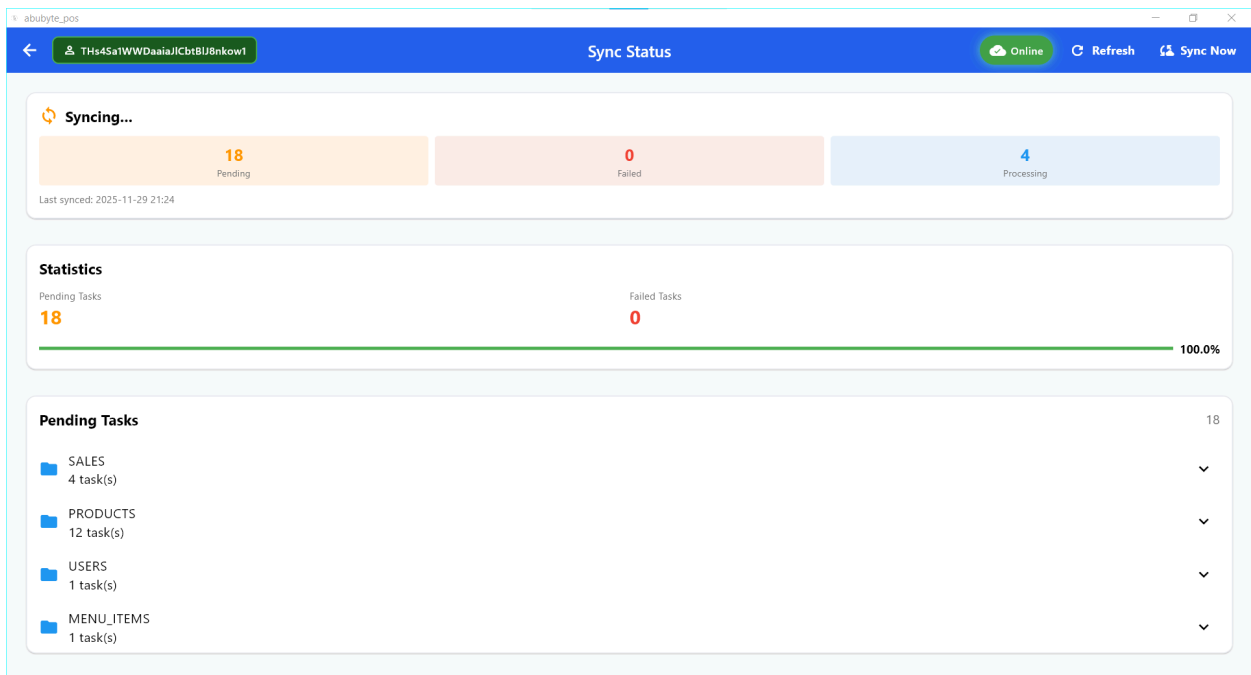 abubyte_pos
THs4Sa1WWDaaiaJlCbtBlJ8nkow1
Sync Status
Online
Refresh
Sync Now
Syncing...
18
Pending
0
Failed
4
Processing
Last synced: 2025-11-29 21:24
Statistics
Pending Tasks
18
Failed Tasks
0
100.0%
Pending Tasks
18
SALES
4 task(s)
PRODUCTS
12 task(s)
USERS
1 task(s)
MENU_ITEMS
1 task(s)